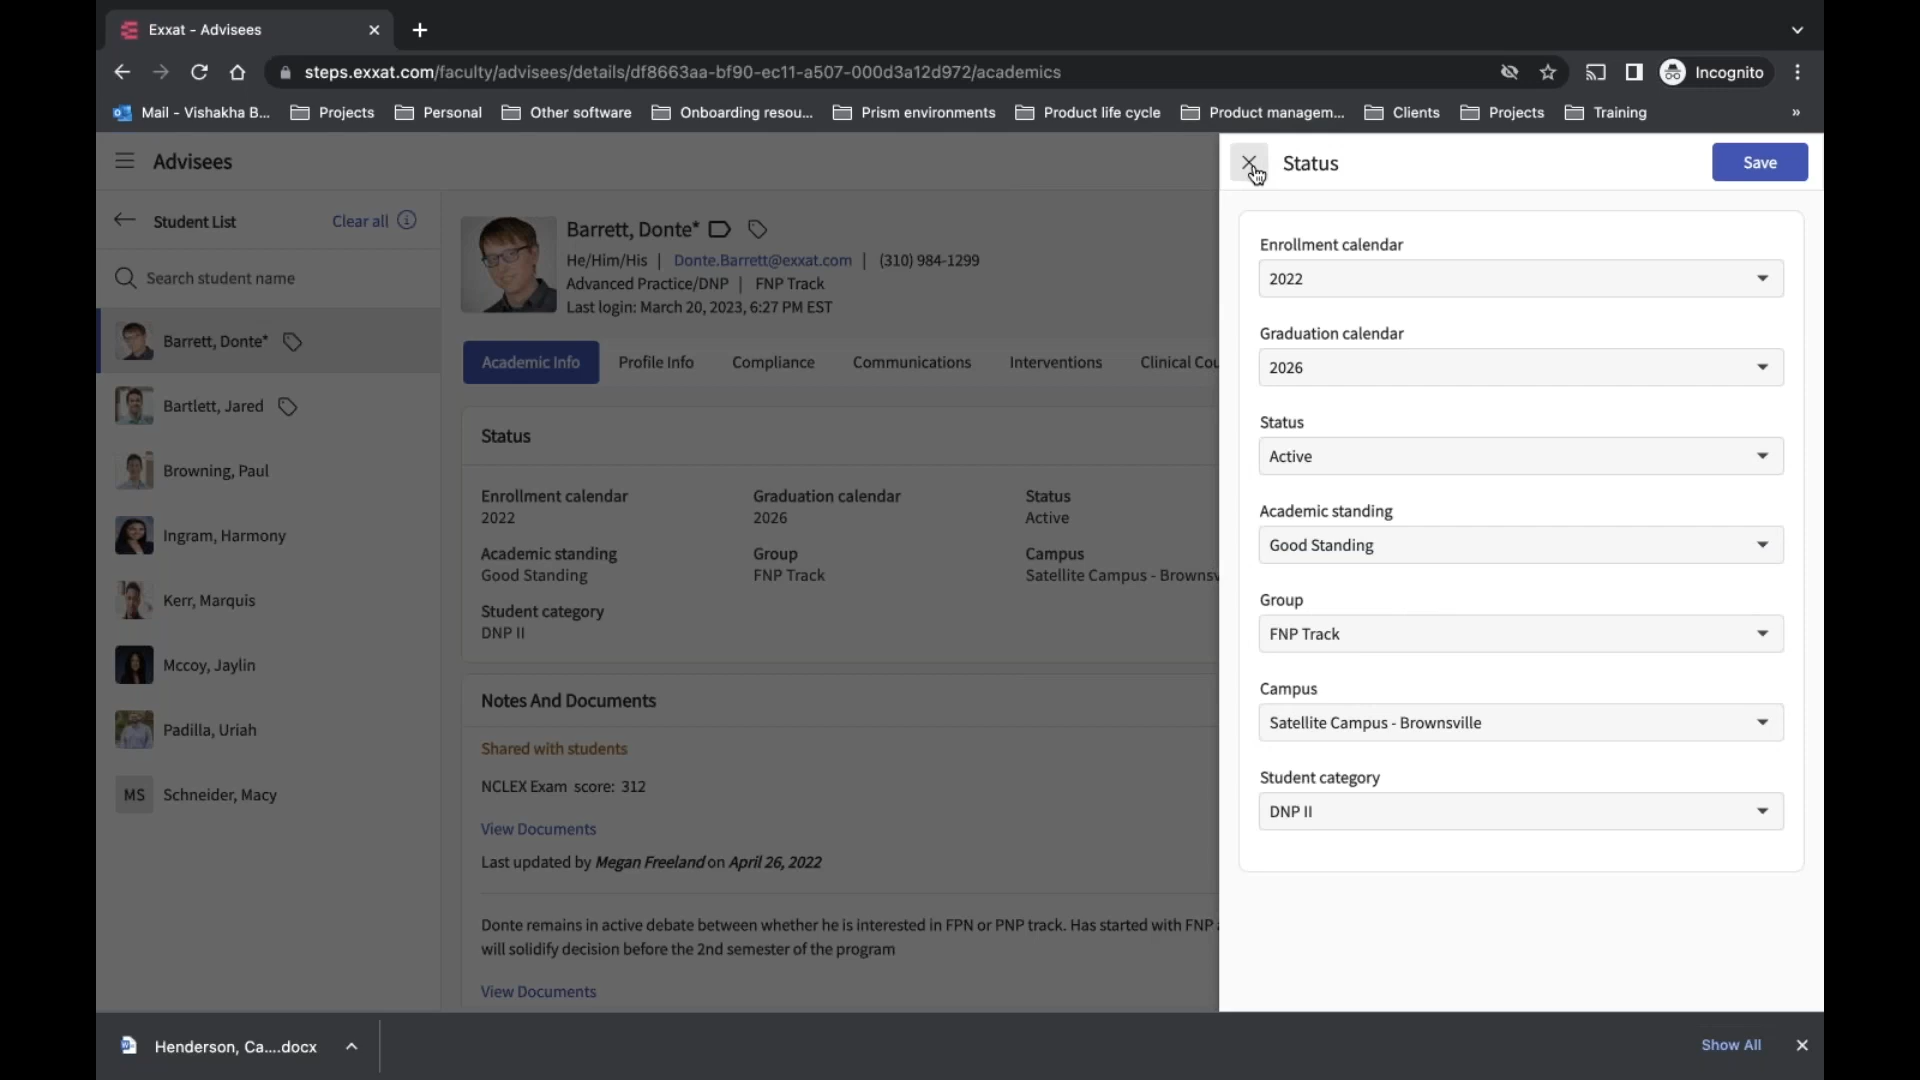 Exxat - Advisees
steps.exxat.com/faculty/advisees/details/df8663aa-bf90-ec11-a507-000d3a12d972/academics
Incognito
Mail - Vishakha B...
Projects
Personal
Other software
Onboarding resou...
Prism environments
Product life cycle
Product managem...
Clients
Projects
Training
»
Advisees
Student List
Clear all
Search student name
Barrett, Donte*
Bartlett, Jared
Browning, Paul
Ingram, Harmony
Kerr, Marquis
Mccoy, Jaylin
Padilla, Uriah
MS Schneider, Macy
Barrett, Donte*
He/Him/His | Donte.Barrett@exxat.com | (310) 984-1299
Advanced Practice/DNP | FNP Track
Last login: March 20, 2023, 6:27 PM EST
Academic Info
Profile Info
Compliance
Communications
Interventions
Clinical Cou
Status
Enrollment calendar
2022
Graduation calendar
2026
Status
Active
Academic standing
Good Standing
Group
FNP Track
Campus
Satellite Campus - Brownsv
Student category
DNP II
Notes And Documents
Shared with students
NCLEX Exam score: 312
View Documents
Last updated by Megan Freeland on April 26, 2022
Donte remains in active debate between whether he is interested in FPN or PNP track. Has started with FNP
will solidify decision before the 2nd semester of the program
View Documents
Status
Save
Enrollment calendar
2022
Graduation calendar
2026
Status
Active
Academic standing
Good Standing
Group
FNP Track
Campus
Satellite Campus - Brownsville
Student category
DNP II
Henderson, Ca....docx
Show All